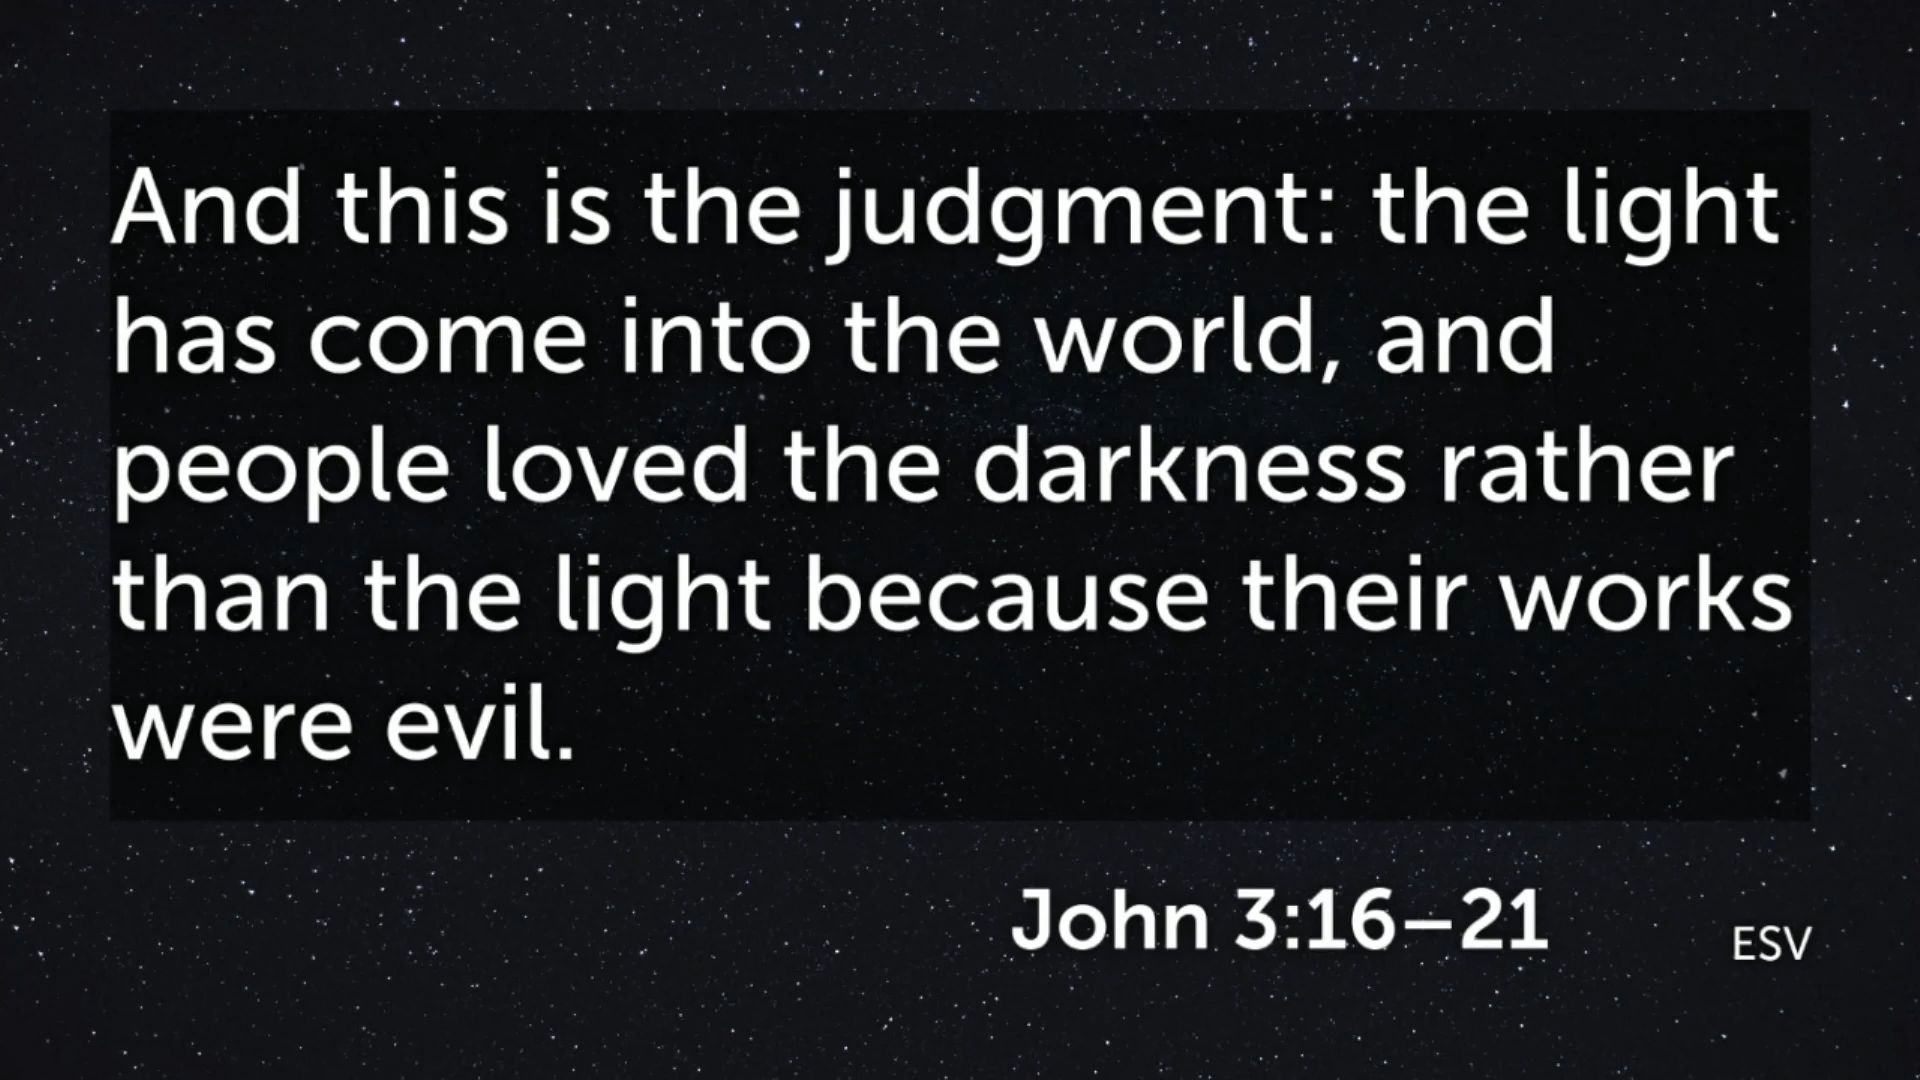 And this is the judgment: the light
has come into the world, and
people loved the darkness rather
than the light because their works
were evil.
John 3:16–21
ESV